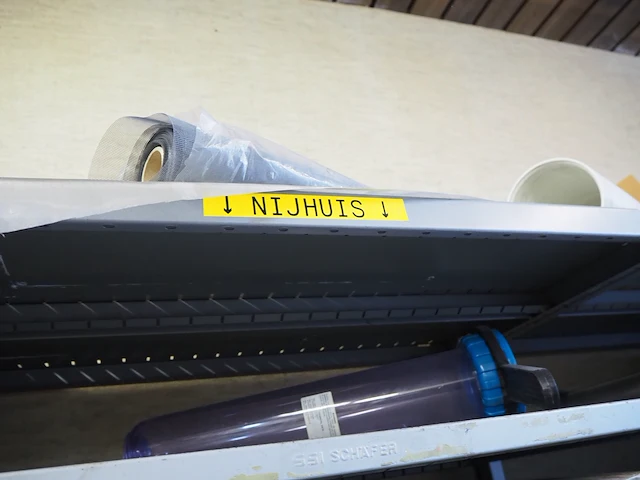 ↓ NIJHUIS ↓
SSI SCHÄFER